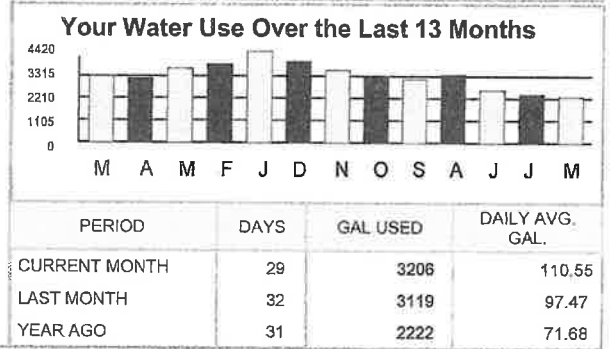 Your Water Use Over the Last 13 Months
4420
3315
2210
1105
0
M A M F J D N O S A J J M
PERIOD DAYS GAL USED DAILY AVG. GAL.
CURRENT MONTH 29 3206 110.55
LAST MONTH 32 3119 97.47
YEAR AGO 31 2222 71.68